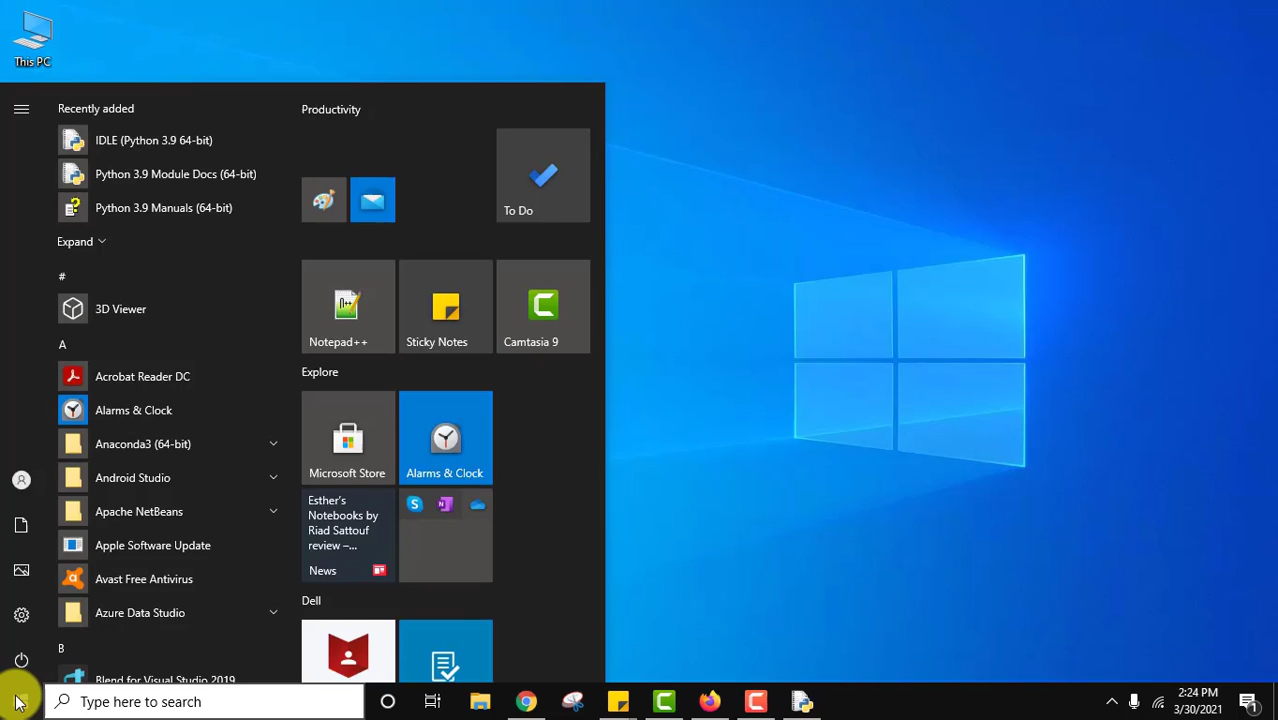 This PC
Recently added
IDLE (Python 3.9 64-bit)
Python 3.9 Module Docs (64-bit)
Python 3.9 Manuals (64-bit)
Expand
#
3D Viewer
A
Acrobat Reader DC
Alarms & Clock
Anaconda3 (64-bit)
Android Studio
Apache NetBeans
Apple Software Update
Avast Free Antivirus
Azure Data Studio
B
Blend for Visual Studio 2019
Productivity
To Do
Notepad++
Sticky Notes
Camtasia 9
Explore
Microsoft Store
Alarms & Clock
Esther's
Notebooks by
Riad Sattouf
review –...
News
Dell
Type here to search
2:24 PM
3/30/2021
1